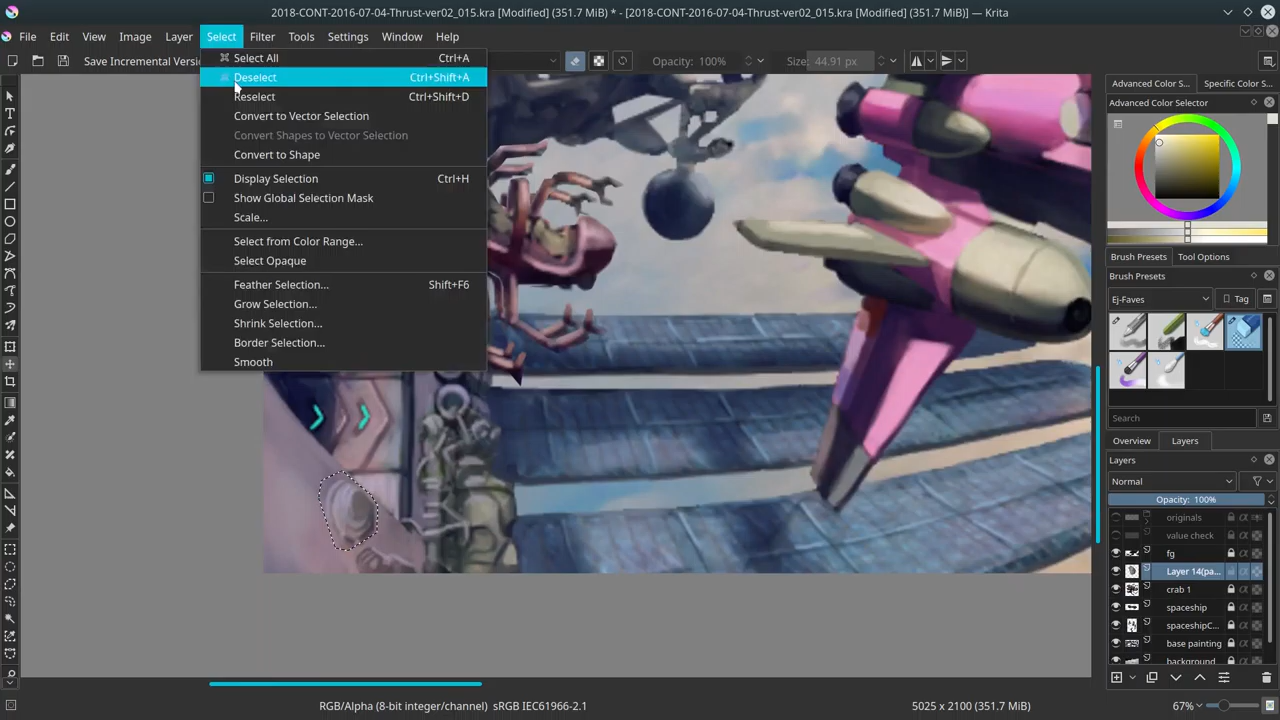 2018-CONT-2016-07-04-Thrust-ver02_015.kra [Modified] (351.7 MiB) * - [2018-CONT-2016-07-04-Thrust-ver02_015.kra [Modified] (351.7 MiB)] — Krita
File Edit View Image Layer Select Filter Tools Settings Window Help
Save Incremental Versi
Opacity: 100%
Size: 44.91 px
Select All Ctrl+A
Deselect Ctrl+Shift+A
Reselect Ctrl+Shift+D
Convert to Vector Selection
Convert Shapes to Vector Selection
Convert to Shape
Display Selection Ctrl+H
Show Global Selection Mask
Scale...
Select from Color Range...
Select Opaque
Feather Selection... Shift+F6
Grow Selection...
Shrink Selection...
Border Selection...
Smooth
Advanced Color Selec... Specific Color S...
Advanced Color Selector
Brush Presets Tool Options
Brush Presets
Ej-Faves
Tag
Search
Overview Layers
Layers
Normal
Opacity: 100%
originals
value check
fg
Layer 14(pa...
crab 1
spaceship
spaceshipC...
base painting
background
RGB/Alpha (8-bit integer/channel) sRGB IEC61966-2.1
5025 x 2100 (351.7 MiB)
67%